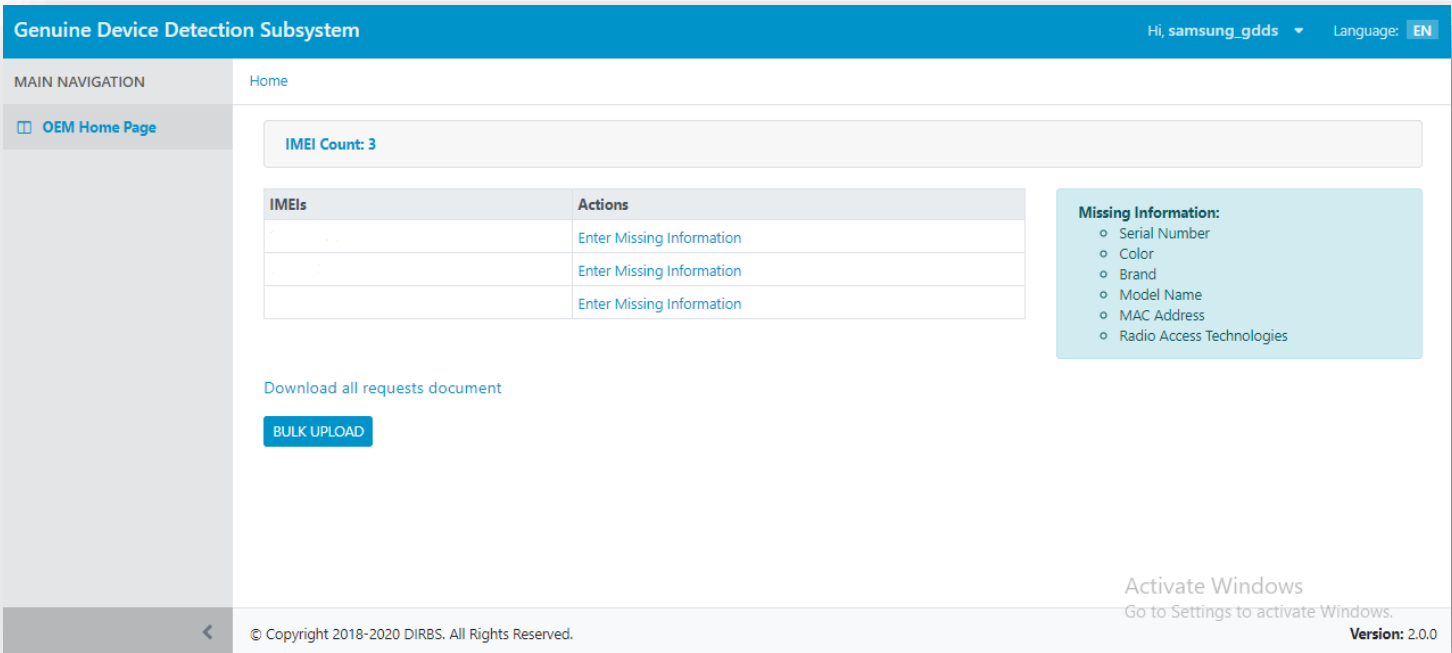 Genuine Device Detection Subsystem
Hi, samsung_gdds Language: EN
MAIN NAVIGATION
Home
OEM Home Page
IMEI Count: 3
IMEIs Actions
Enter Missing Information
Enter Missing Information
Enter Missing Information
Missing Information:
Serial Number
Color
Brand
Model Name
MAC Address
Radio Access Technologies
Download all requests document
BULK UPLOAD
Activate Windows
Go to Settings to activate Windows.
© Copyright 2018-2020 DIRBS. All Rights Reserved.
Version: 2.0.0